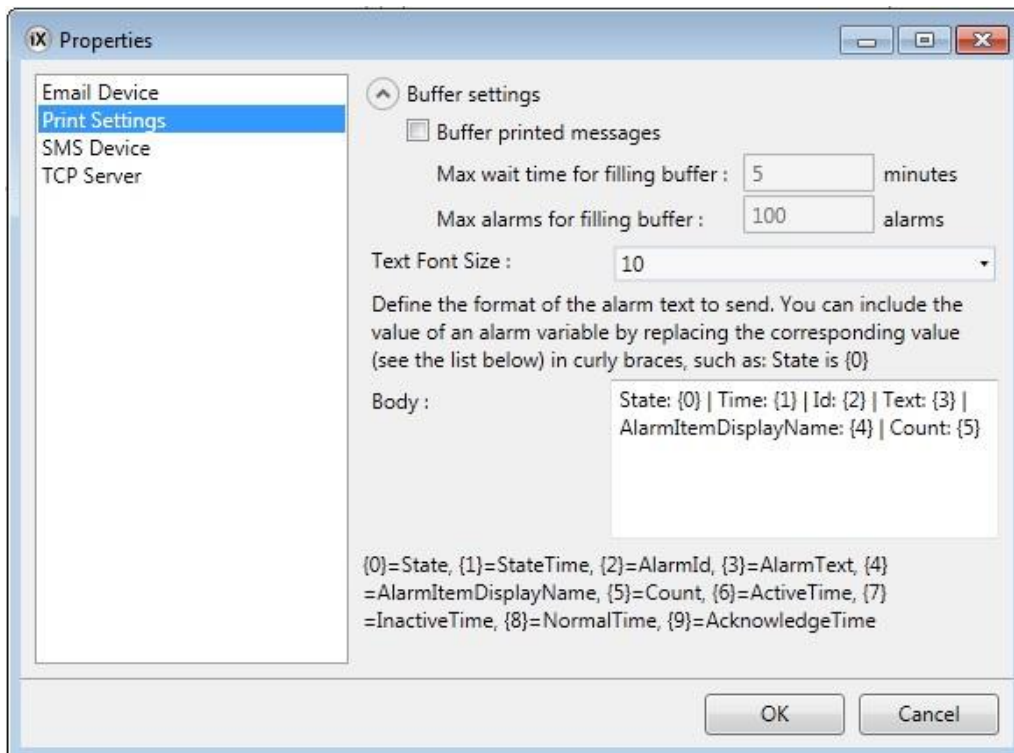 iX Properties
Email Device
Print Settings
SMS Device
TCP Server
Buffer settings
Buffer printed messages
Max wait time for filling buffer : 5 minutes
Max alarms for filling buffer : 100 alarms
Text Font Size : 10
Define the format of the alarm text to send. You can include the
value of an alarm variable by replacing the corresponding value
(see the list below) in curly braces, such as: State is {0}
Body :
State: {0} | Time: {1} | Id: {2} | Text: {3} |
AlarmItemDisplayName: {4} | Count: {5}
{0}=State, {1}=StateTime, {2}=AlarmId, {3}=AlarmText, {4}
=AlarmItemDisplayName, {5}=Count, {6}=ActiveTime, {7}
=InactiveTime, {8}=NormalTime, {9}=AcknowledgeTime
OK Cancel